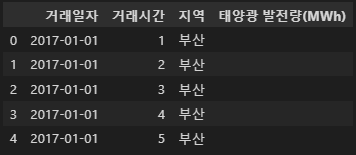 거래일자 거래시간 지역 태양광 발전량(MWh)
0 2017-01-01 1 부산
1 2017-01-01 2 부산
2 2017-01-01 3 부산
3 2017-01-01 4 부산
4 2017-01-01 5 부산